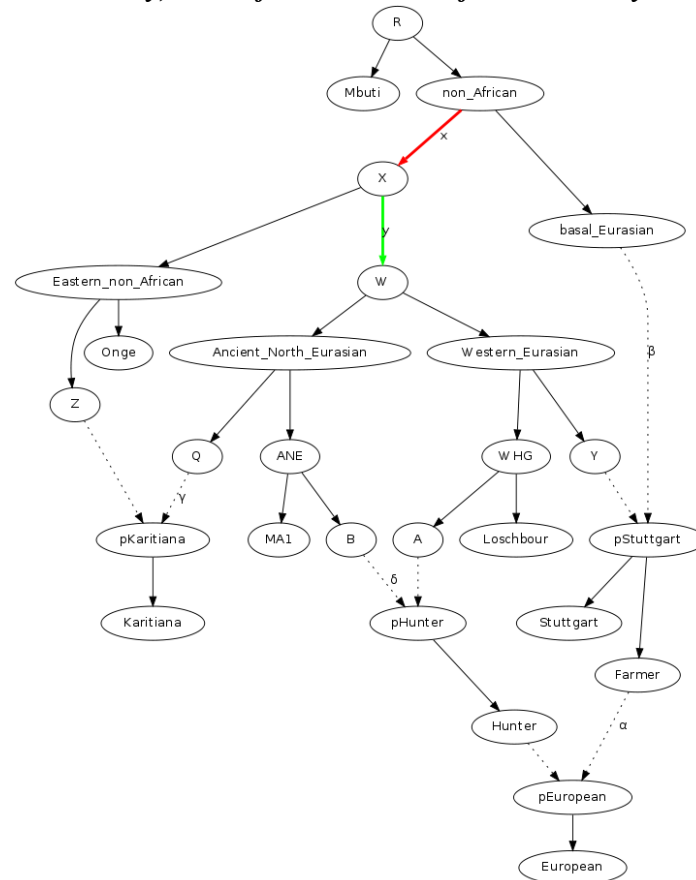 R
Mbuti
non_African
x
X
basal_Eurasian
y
Eastern_non_African
W
Onge
Ancient_North_Eurasian
Western_Eurasian
β
Z
Q
ANE
WHG
Y
γ
pKaritiana
MA1
B
A
Loschbour
pStuttgart
δ
Karitiana
pHunter
Stuttgart
Farmer
Hunter
α
pEuropean
European